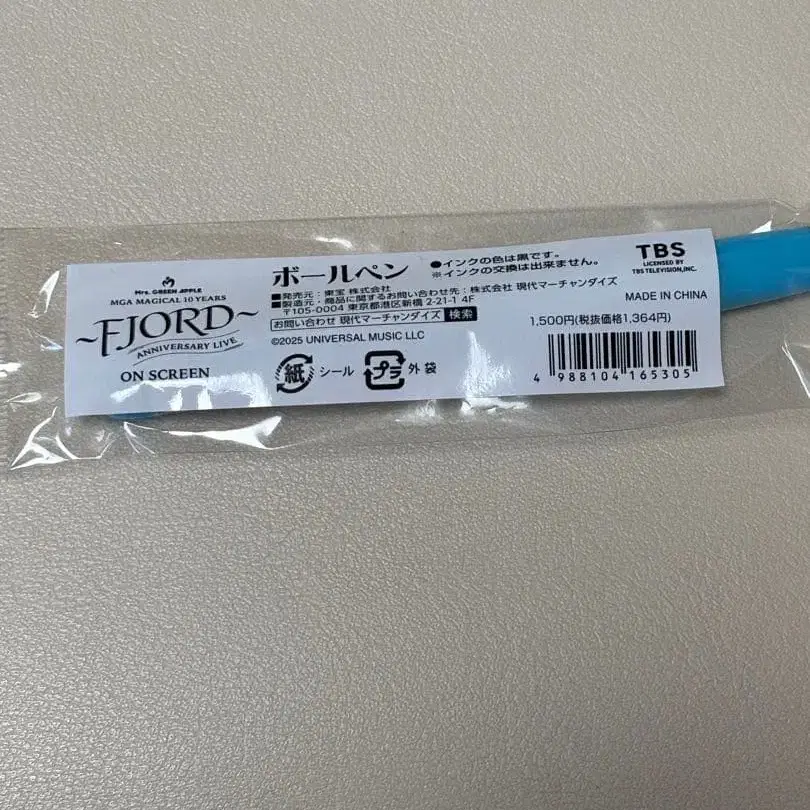 Mrs. GREEN APPLE
MGA MAGICAL 10 YEARS
~FJORD~
ANNIVERSARY LIVE
ON SCREEN
ボールペン
●インクの色は黒です。
※インクの交換は出来ません。
■発売元:東宝 株式会社
■製造元・商品に関するお問い合わせ先:株式会社 現代マーチャンダイズ
〒105-0004 東京都港区新橋 2-21-1 4F
お問い合わせ 現代マーチャンダイズ 検索
©2025 UNIVERSAL MUSIC LLC
紙 シール プラ 外袋
TBS
LICENSED BY
TBS TELEVISION,INC.
MADE IN CHINA
1,500円(税抜価格1,364円)
4 988104 165305